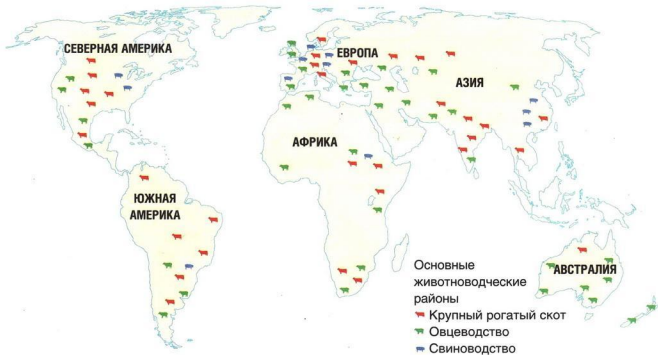 СЕВЕРНАЯ АМЕРИКА
ЕВРОПА
АЗИЯ
АФРИКА
ЮЖНАЯ
АМЕРИКА
АВСТРАЛИЯ
Основные
животноводческие
районы
Крупный рогатый скот
Овцеводство
Свиноводство